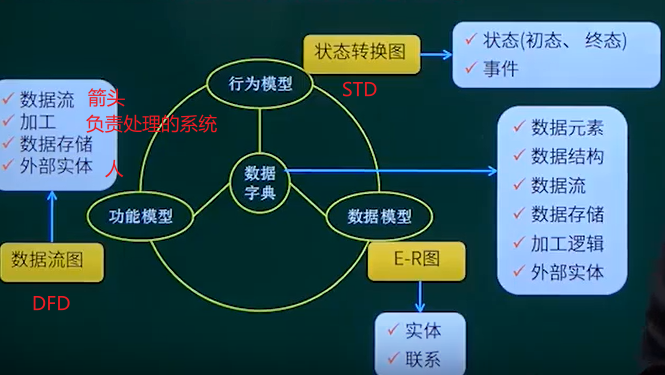 状态转换图
STD
状态(初态、终态)
事件
行为模型
数据流 箭头
加工 负责处理的系统
数据存储
外部实体 人
数据
字典
功能模型
数据模型
数据元素
数据结构
数据流
数据存储
加工逻辑
外部实体
数据流图
DFD
E-R图
实体
联系